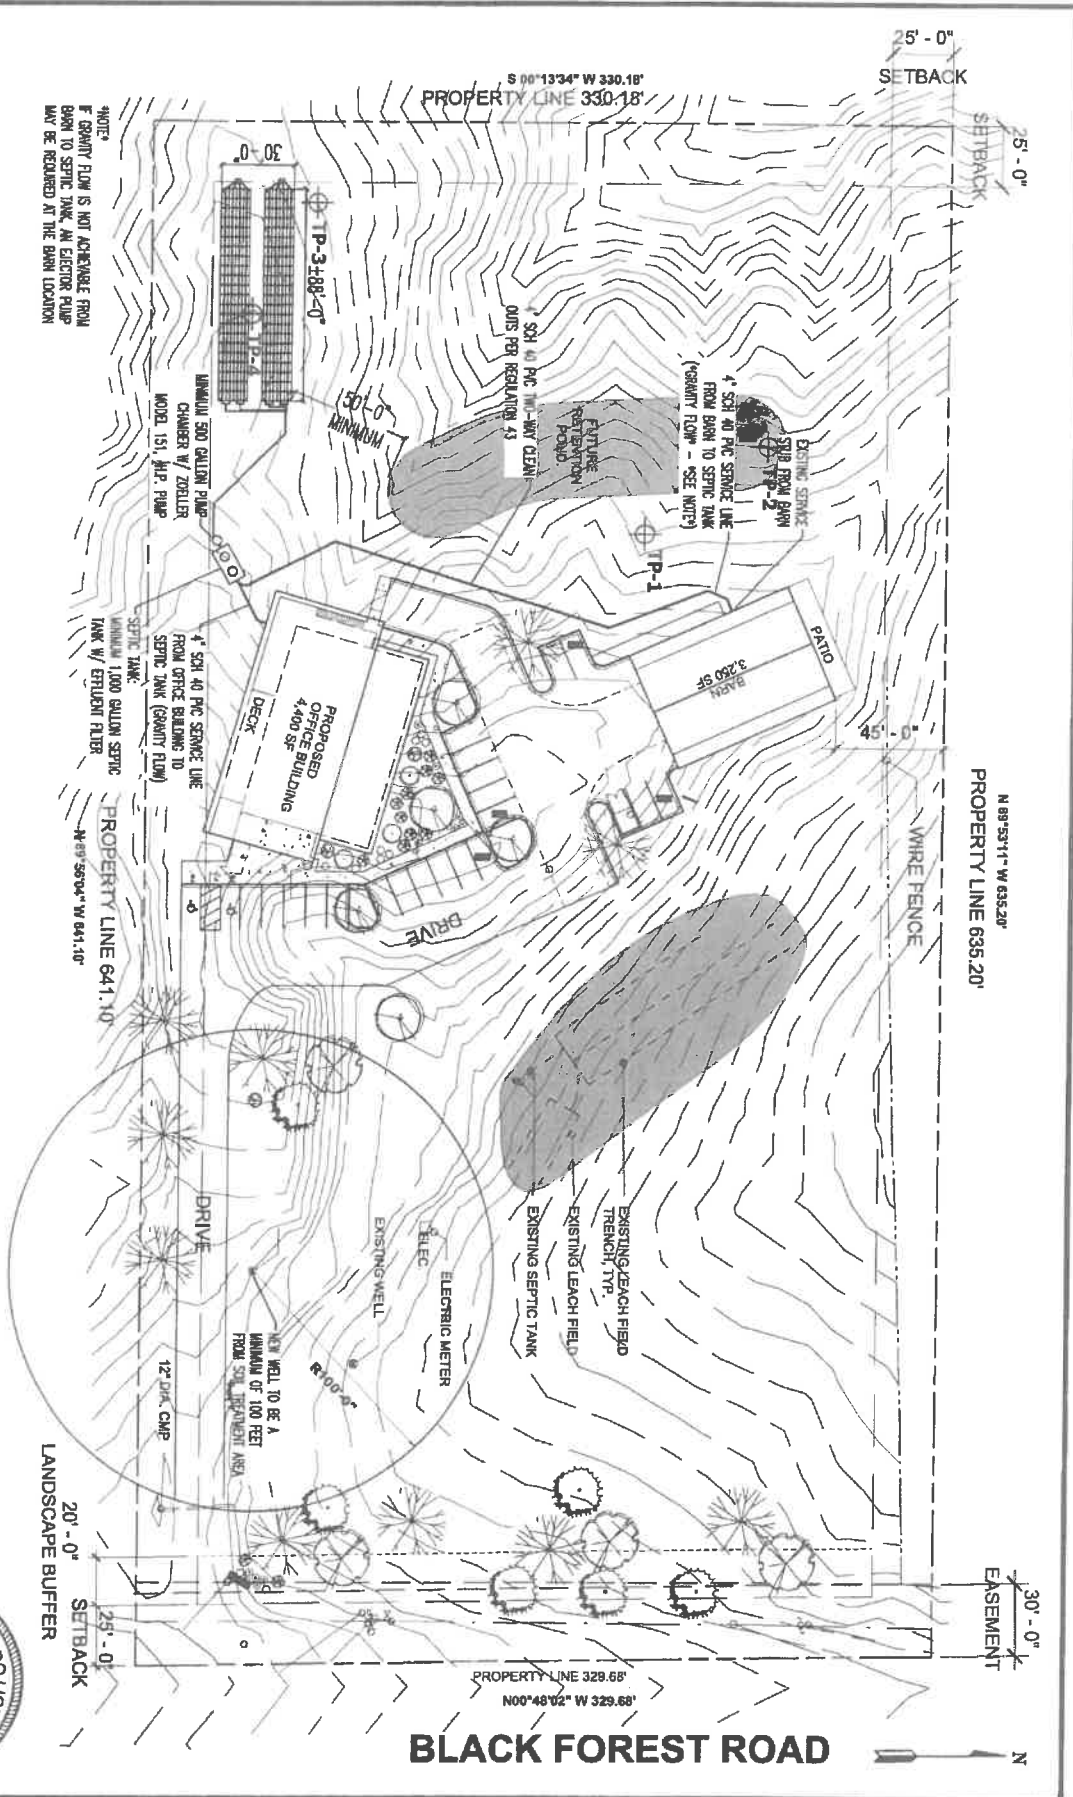 25' - 0"
SETBACK
25' - 0"
SETBACK
S 00°13'34" W 330.18'
PROPERTY LINE 330.18'
*NOTE*
IF GRAVITY FLOW IS NOT ACHIEVABLE FROM
BARN TO SEPTIC TANK, AN EJECTOR PUMP
MAY BE REQUIRED AT THE BARN LOCATION
30'-0"
TP-3
±88'-0"
TP-4
50'-0"
MINIMUM
MINIMUM 500 GALLON PUMP
CHAMBER W/ ZOELLER
MODEL 151, H.P. PUMP
4" SCH 40 PVC TWO-WAY CLEAN
OUTS PER REGULATION 43
FUTURE
RETENTION
POND
4" SCH 40 PVC SERVICE LINE
FROM BARN TO SEPTIC TANK
(*GRAVITY FLOW* - *SEE NOTE*)
EXISTING SERVICE
STUB FROM BARN
TP-2
TP-1
PATIO
BARN
3,250 SF
45' - 0"
WIRE FENCE
N 89°53'11" W 635.20'
PROPERTY LINE 635.20'
PROPOSED
OFFICE BUILDING
4,400 SF
DECK
4" SCH 40 PVC SERVICE LINE
FROM OFFICE BUILDING TO
SEPTIC TANK (GRAVITY FLOW)
SEPTIC TANK:
MINIMUM 1,000 GALLON SEPTIC
TANK W/ EFFLUENT FILTER
PROPERTY LINE 641.10'
N 89°56'04" W 641.10'
DRIVE
DRIVE
EXISTING LEACH FIELD
TRENCH, TYP.
EXISTING LEACH FIELD
EXISTING SEPTIC TANK
ELEC
ELECTRIC METER
EXISTING WELL
R100'-0"
NEW WELL TO BE A
MINIMUM OF 100 FEET
FROM SOIL TREATMENT AREA
12" DIA. CMP
20' - 0"
LANDSCAPE BUFFER
25' - 0"
SETBACK
30' - 0"
EASEMENT
PROPERTY LINE 329.68'
N00°48'02" W 329.68'
BLACK FOREST ROAD
N